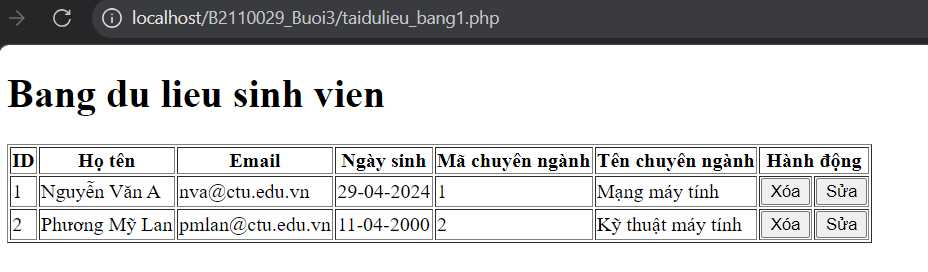 localhost/B2110029_Buoi3/taidulieu_bang1.php
Bang du lieu sinh vien
ID Họ tên Email Ngày sinh Mã chuyên ngành Tên chuyên ngành Hành động
1 Nguyễn Văn A nva@ctu.edu.vn 29-04-2024 1 Mạng máy tính Xóa Sửa
2 Phương Mỹ Lan pmlan@ctu.edu.vn 11-04-2000 2 Kỹ thuật máy tính Xóa Sửa